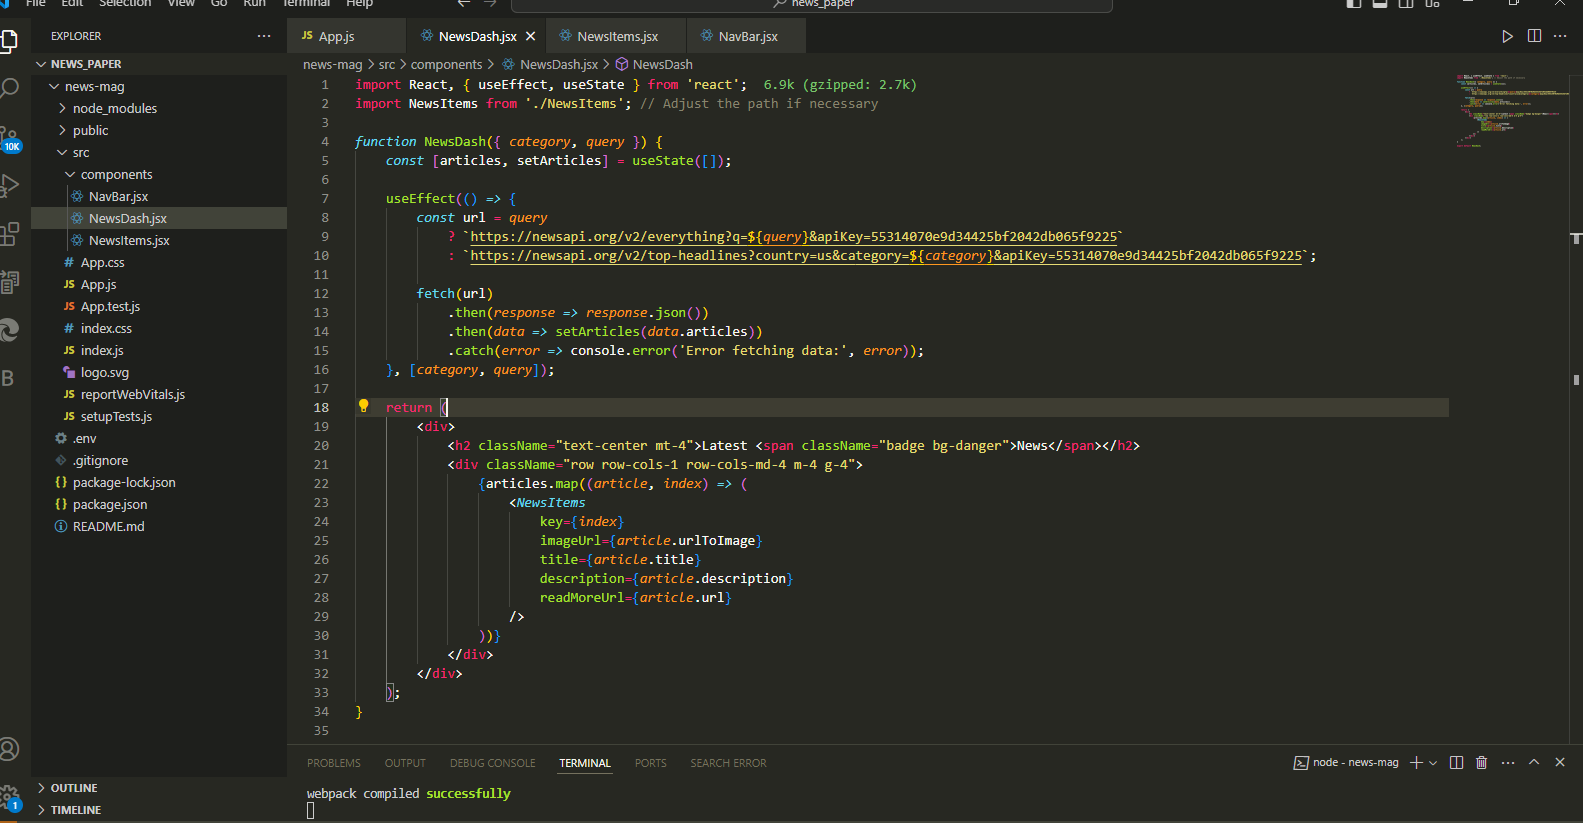 File Edit Selection View Go Run Terminal Help
news_paper
EXPLORER
NEWS_PAPER
news-mag
node_modules
public
src
components
NavBar.jsx
NewsDash.jsx
NewsItems.jsx
# App.css
JS App.js
JS App.test.js
# index.css
JS index.js
logo.svg
JS reportWebVitals.js
JS setupTests.js
.env
.gitignore
{} package-lock.json
{} package.json
README.md
OUTLINE
TIMELINE
10K
1
JS App.js NewsDash.jsx NewsItems.jsx NavBar.jsx
news-mag > src > components > NewsDash.jsx > NewsDash
1 import React, { useEffect, useState } from 'react'; 6.9k (gzipped: 2.7k)
2 import NewsItems from './NewsItems'; // Adjust the path if necessary
3
4 function NewsDash({ category, query }) {
5 const [articles, setArticles] = useState([]);
6
7 useEffect(() => {
8 const url = query
9 ? `https://newsapi.org/v2/everything?q=${query}&apiKey=55314070e9d34425bf2042db065f9225`
10 : `https://newsapi.org/v2/top-headlines?country=us&category=${category}&apiKey=55314070e9d34425bf2042db065f9225`;
11
12 fetch(url)
13 .then(response => response.json())
14 .then(data => setArticles(data.articles))
15 .catch(error => console.error('Error fetching data:', error));
16 }, [category, query]);
17
18 return (
19 <div>
20 <h2 className="text-center mt-4">Latest <span className="badge bg-danger">News</span></h2>
21 <div className="row row-cols-1 row-cols-md-4 m-4 g-4">
22 {articles.map((article, index) => (
23 <NewsItems
24 key={index}
25 imageUrl={article.urlToImage}
26 title={article.title}
27 description={article.description}
28 readMoreUrl={article.url}
29 />
30 ))}
31 </div>
32 </div>
33 );
34 }
35
PROBLEMS OUTPUT DEBUG CONSOLE TERMINAL PORTS SEARCH ERROR
node - news-mag
webpack compiled successfully